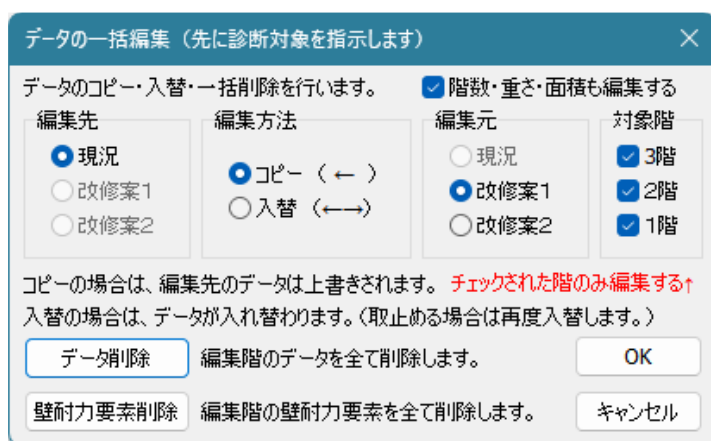 データの一括編集（先に診断対象を指示します）
データのコピー・入替・一括削除を行います。 階数・重さ・面積も編集する
編集先 編集方法 編集元 対象階
現況 コピー（ ← ） 現況 3階
改修案1 入替（←→） 改修案1 2階
改修案2 改修案2 1階
コピーの場合は、編集先のデータは上書きされます。 チェックされた階のみ編集する↑
入替の場合は、データが入れ替わります。（取止める場合は再度入替します。）
データ削除 編集階のデータを全て削除します。 OK
壁耐力要素削除 編集階の壁耐力要素を全て削除します。 キャンセル